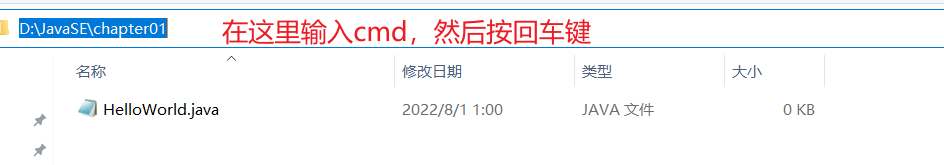 D:\JavaSE\chapter01 在这里输入cmd，然后按回车键
名称 修改日期 类型 大小
HelloWorld.java 2022/8/1 1:00 JAVA 文件 0 KB